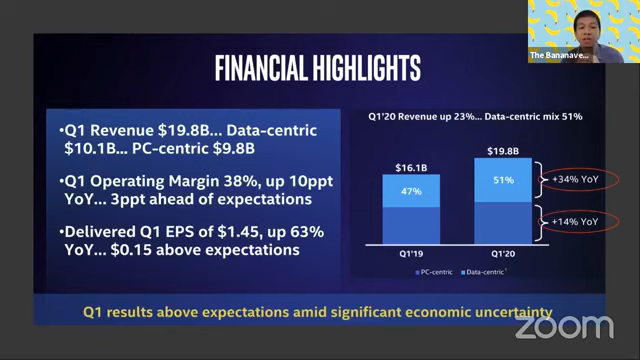 The Bananave...
FINANCIAL HIGHLIGHTS
•Q1 Revenue $19.8B... Data-centric
$10.1B... PC-centric $9.8B
•Q1 Operating Margin 38%, up 10ppt
YoY... 3ppt ahead of expectations
•Delivered Q1 EPS of $1.45, up 63%
YoY... $0.15 above expectations
Q1'20 Revenue up 23%... Data-centric mix 51%
$19.8B
$16.1B
51%
+34% YoY
47%
+14% YoY
Q1'19
Q1'20
PC-centric
Data-centric¹
Q1 results above expectations amid significant economic uncertainty
zoom